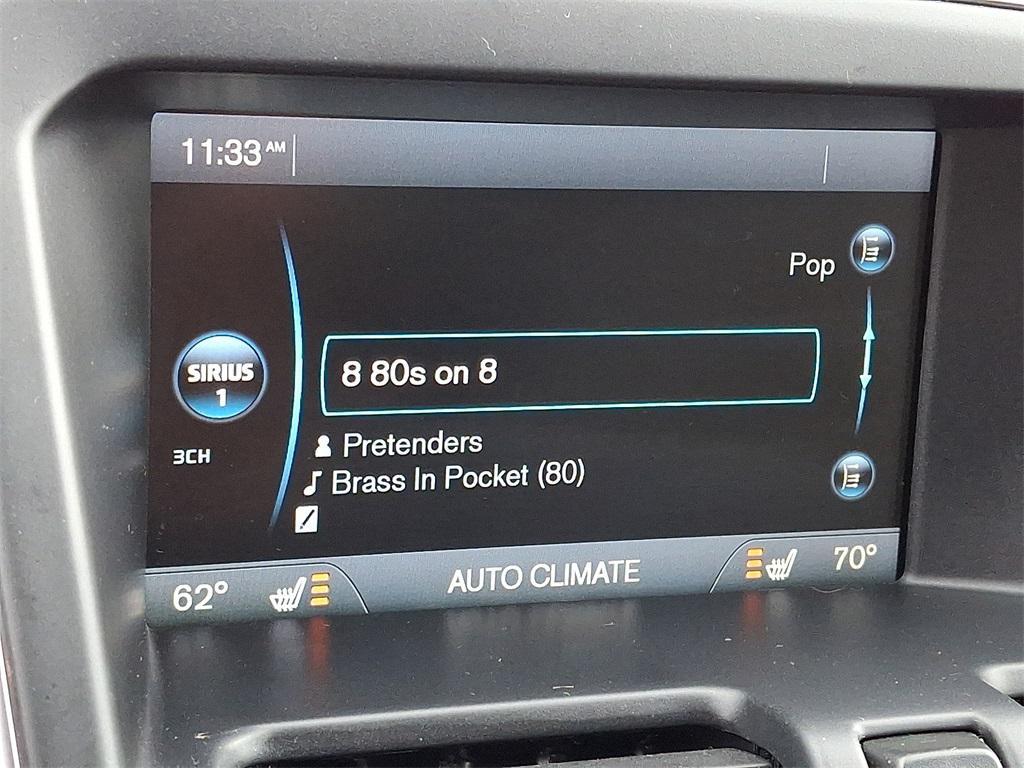 11:33 AM
Pop
SIRIUS
1
8 80s on 8
3CH
Pretenders
Brass In Pocket (80)
62°
AUTO CLIMATE
70°